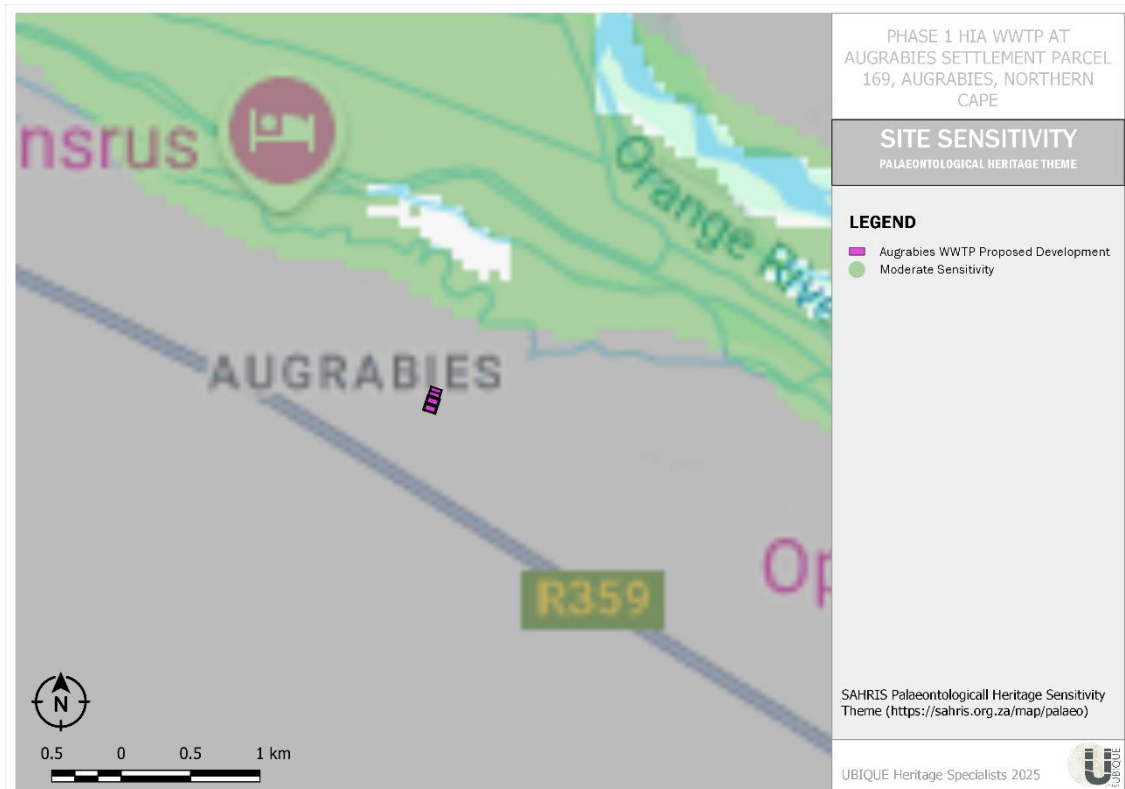 nsrus
Orange Rive
AUGRABIES
R359
Op
N
0.5 0 0.5 1 km
PHASE 1 HIA WWTP AT
AUGRABIES SETTLEMENT PARCEL
169, AUGRABIES, NORTHERN
CAPE
SITE SENSITIVITY
PALAEONTOLOGICAL HERITAGE THEME
LEGEND
Augrabies WWTP Proposed Development
Moderate Sensitivity
SAHRIS Palaeontologicall Heritage Sensitivity
Theme (https://sahris.org.za/map/palaeo)
UBIQUE Heritage Specialists 2025
U
UBIQUE